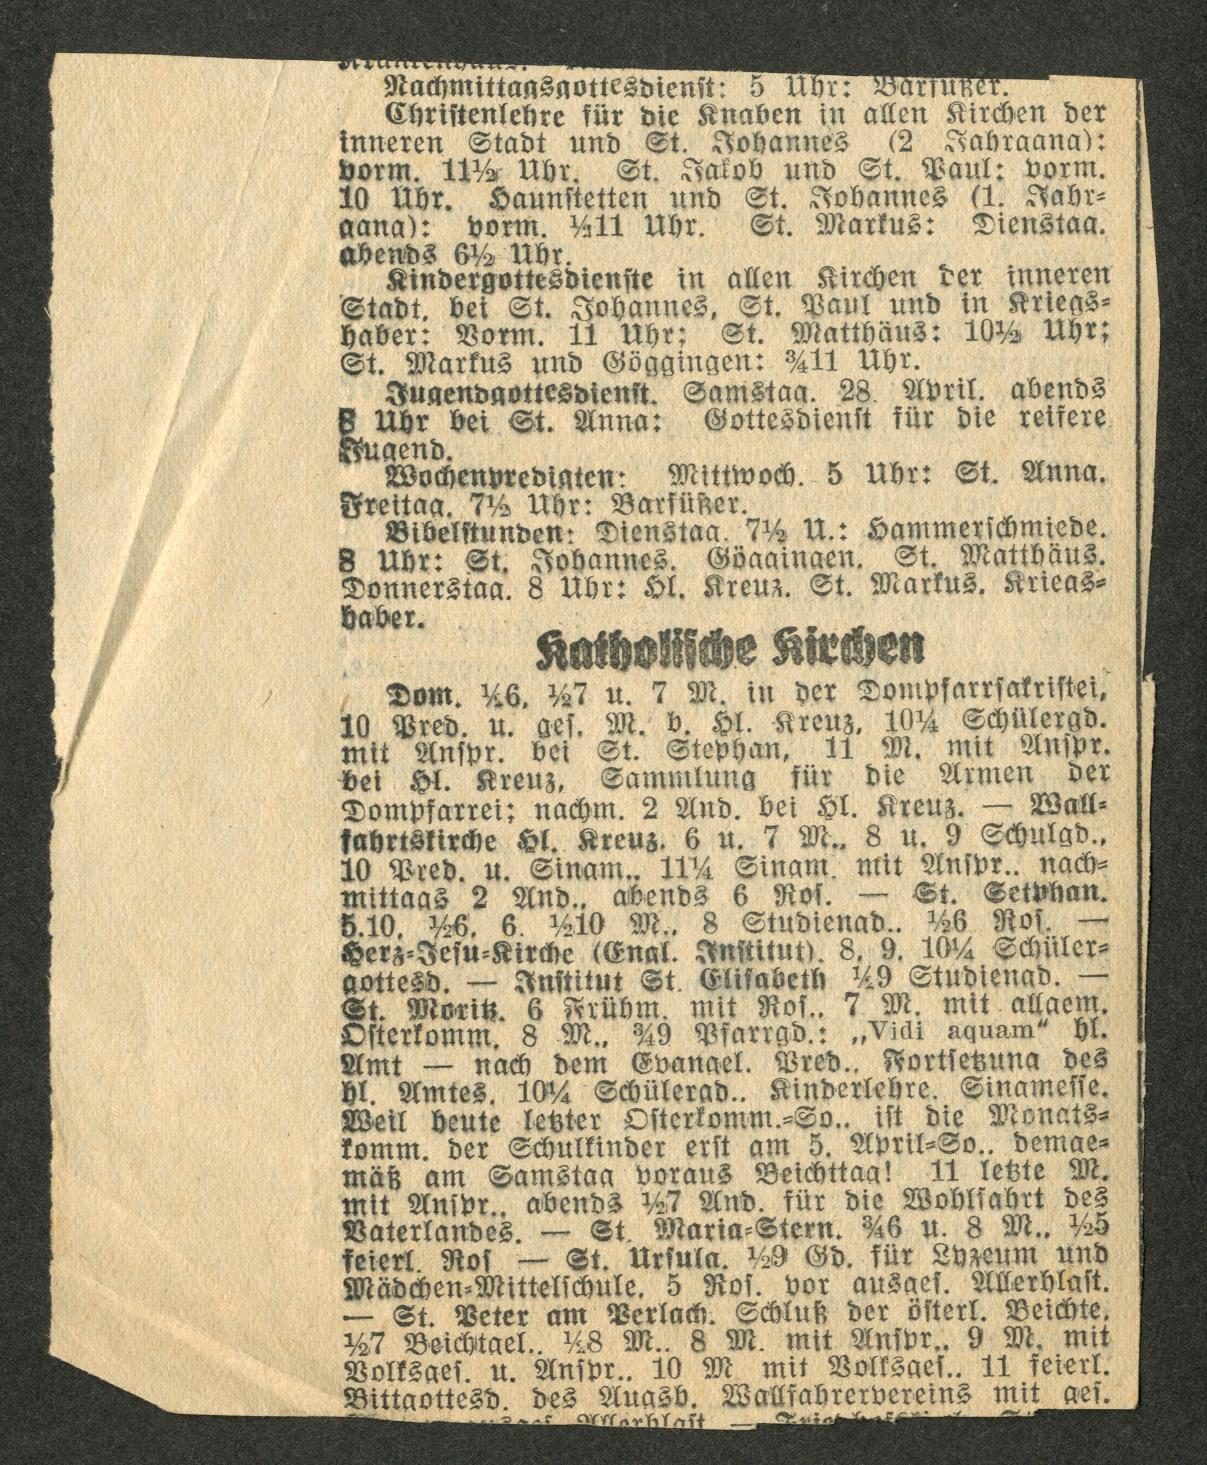 Nachmittagsgottesdienst: 5 Uhr: Barfüßer.
Christenlehre für die Knaben in allen Kirchen der
inneren Stadt und St. Johannes (2 Jahrgang):
vorm. 11½ Uhr. St. Jakob und St. Paul: vorm.
10 Uhr. Haunstetten und St. Johannes (1. Jahr-
gang): vorm. ½11 Uhr. St. Markus: Dienstag,
abends 6½ Uhr.
Kindergottesdienste in allen Kirchen der inneren
Stadt, bei St. Johannes, St. Paul und in Kriegs-
haber: Vorm. 11 Uhr; St. Matthäus: 10½ Uhr;
St. Markus und Göggingen: ¾11 Uhr.
Jugendgottesdienst. Samstag, 28. April, abends
8 Uhr bei St. Anna: Gottesdienst für die reifere
Jugend.
Wochenpredigten: Mittwoch, 5 Uhr: St. Anna.
Freitag, 7½ Uhr: Barfüßer.
Bibelstunden: Dienstag, 7½ U.: Hammerschmiede.
8 Uhr: St. Johannes, Göggingen, St. Matthäus.
Donnerstag, 8 Uhr: Hl. Kreuz, St. Markus, Kriegs-
haber.
Katholische Kirchen
Dom. ½6, ½7 u. 7 M. in der Dompfarrsakristei,
10 Pred. u. ges. M. b. Hl. Kreuz, 10¼ Schülergd.
mit Anspr. bei St. Stephan, 11 M. mit Anspr.
bei Hl. Kreuz, Sammlung für die Armen der
Dompfarrei; nachm. 2 And. bei Hl. Kreuz. — Wall-
fahrtskirche Hl. Kreuz. 6 u. 7 M., 8 u. 9 Schulgd.,
10 Pred. u. Singm., 11¼ Singm. mit Anspr., nach-
mittags 2 And., abends 6 Ros. — St. Setphan.
5.10, ½6, 6, ½10 M., 8 Studiengd., ½6 Ros. —
Herz-Jesu-Kirche (Engl. Institut). 8, 9, 10¼ Schüler-
gottesd. — Institut St. Elisabeth ½9 Studiengd. —
St. Moritz. 6 Frühm. mit Ros., 7 M. mit allgem.
Osterkomm. 8 M., ¾9 Pfarrgd.: „Vidi aquam“ hl.
Amt — nach dem Evangel. Pred., Fortsetzung des
hl. Amtes, 10¼ Schülergd., Kinderlehre, Singmesse.
Weil heute letzter Osterkomm.-So., ist die Monats-
komm. der Schulkinder erst am 5. April-So., demge-
mäß am Samstag voraus Beichttag! 11 letzte M.
mit Anspr., abends ½7 And. für die Wohlfahrt des
Vaterlandes. — St. Maria-Stern. ¾6 u. 8 M., ½5
feierl. Ros — St. Ursula. ½9 Gd. für Lyzeum und
Mädchen-Mittelschule, 5 Ros. vor ausges. Allerhlgst.
— St. Peter am Perlach. Schluß der österl. Beichte,
½7 Beichtgel., ½8 M., 8 M. mit Anspr., 9 M. mit
Volksges. u. Anspr., 10 M mit Volksges., 11 feierl.
Bittgottesd. des Augsb. Wallfahrervereins mit ges.